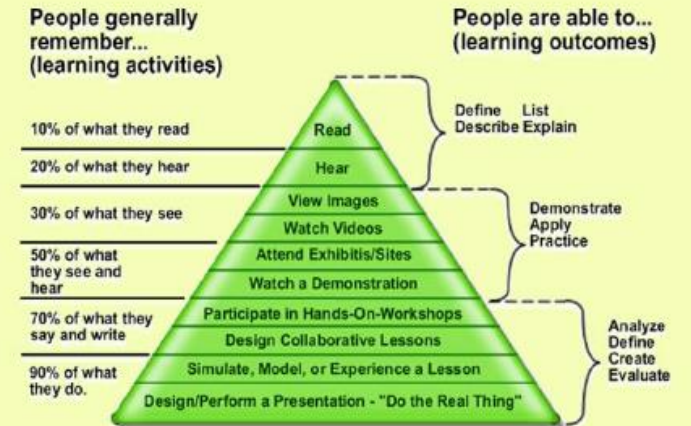 People generally
remember...
(learning activities)
People are able to...
(learning outcomes)
10% of what they read
20% of what they hear
30% of what they see
50% of what
they see and
hear
70% of what they
say and write
90% of what
they do.
Read
Hear
View Images
Watch Videos
Attend Exhibitis/Sites
Watch a Demonstration
Participate in Hands-On-Workshops
Design Collaborative Lessons
Simulate, Model, or Experience a Lesson
Design/Perform a Presentation - "Do the Real Thing"
Define List
Describe Explain
Demonstrate
Apply
Practice
Analyze
Define
Create
Evaluate